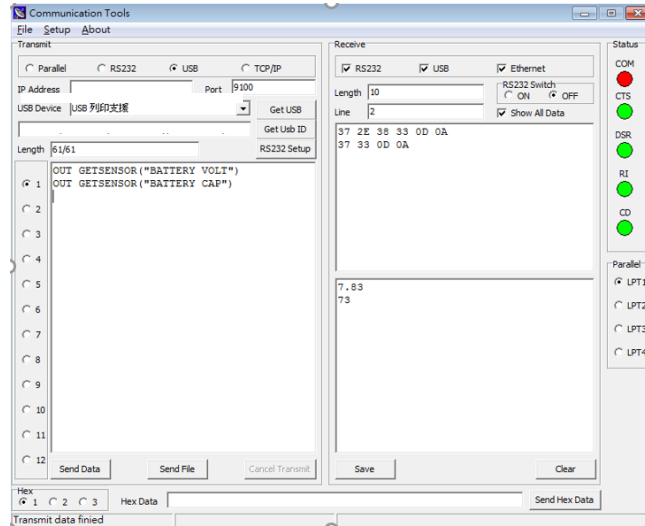 Communication Tools
File Setup About
Transmit
Parallel RS232 USB TCP/IP
IP Address Port 9100
USB Device USB 列印支援 Get USB
Get Usb ID
Length 61/61 RS232 Setup
1
2
3
4
5
6
7
8
9
10
11
12
OUT GETSENSOR("BATTERY VOLT")
OUT GETSENSOR("BATTERY CAP")
Send Data Send File Cancel Transmit
Receive
RS232 USB Ethernet
Length 10 RS232 Switch
ON OFF
Line 2 Show All Data
37 2E 38 33 0D 0A
37 33 0D 0A
7.83
73
Save Clear
Status
COM
CTS
DSR
RI
CD
Parallel
LPT1
LPT2
LPT3
LPT4
Hex
1 2 3 Hex Data Send Hex Data
Transmit data finied